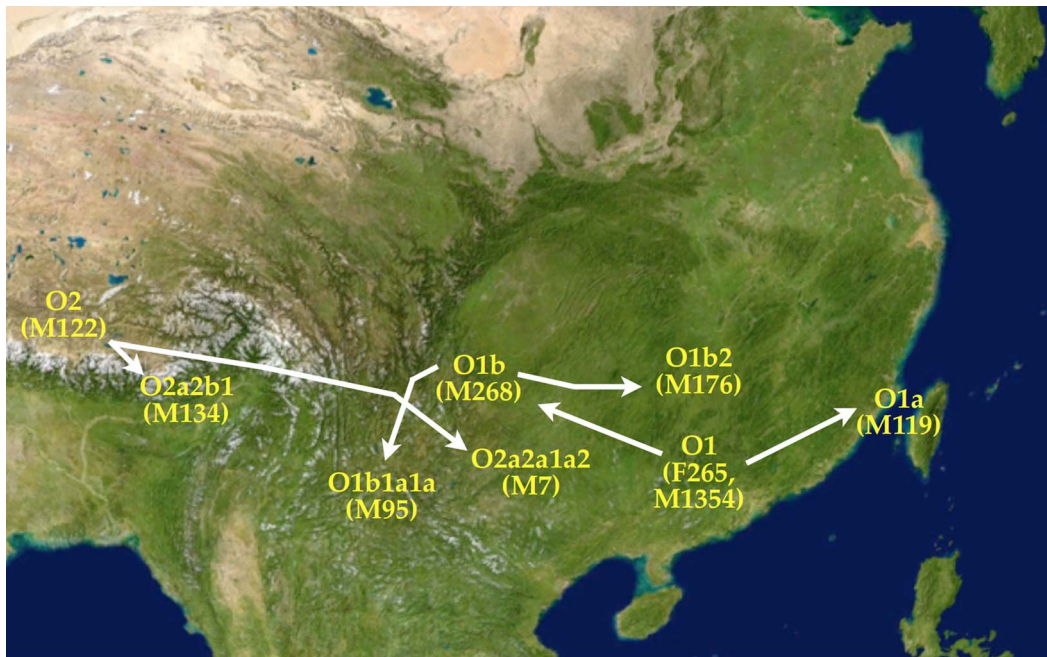 O2
(M122)
O2a2b1
(M134)
O1b
(M268)
O1b2
(M176)
O1a
(M119)
O1
(F265,
M1354)
O2a2a1a2
(M7)
O1b1a1a
(M95)